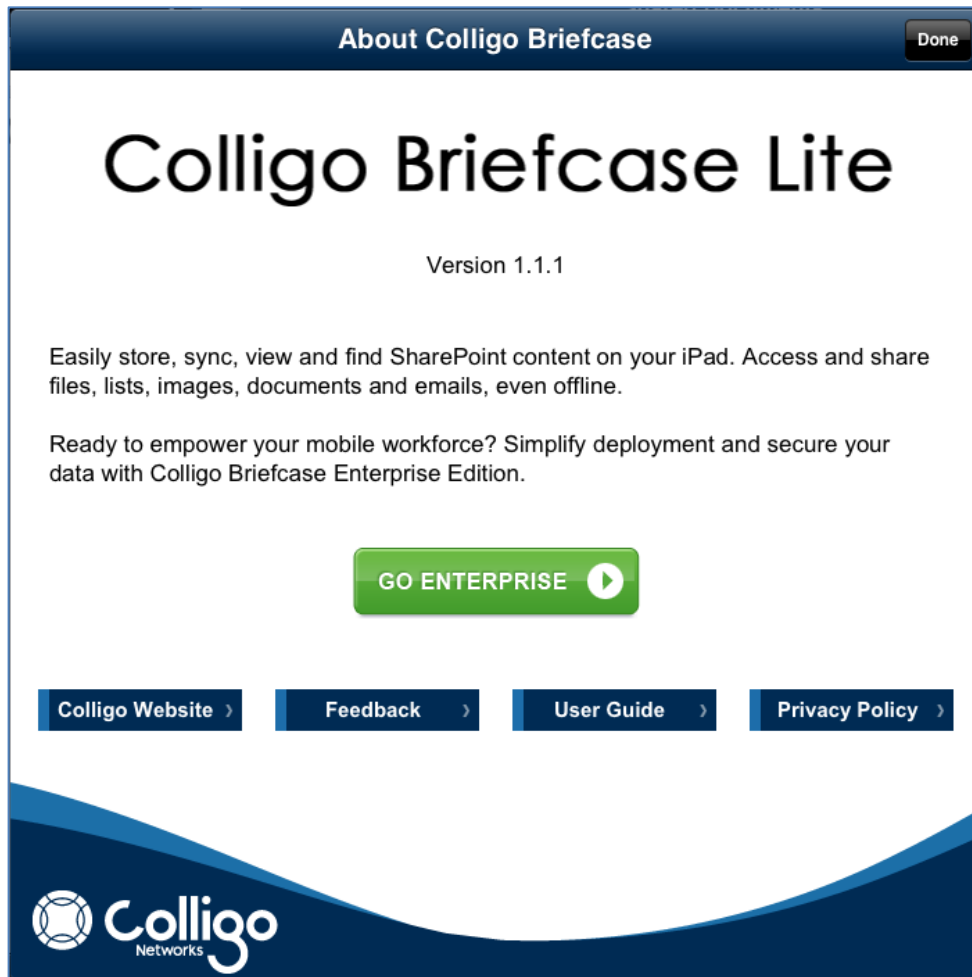 About Colligo Briefcase
Done
Colligo Briefcase Lite
Version 1.1.1
Easily store, sync, view and find SharePoint content on your iPad. Access and share
files, lists, images, documents and emails, even offline.
Ready to empower your mobile workforce? Simplify deployment and secure your
data with Colligo Briefcase Enterprise Edition.
GO ENTERPRISE
Colligo Website
Feedback
User Guide
Privacy Policy
Colligo
Networks